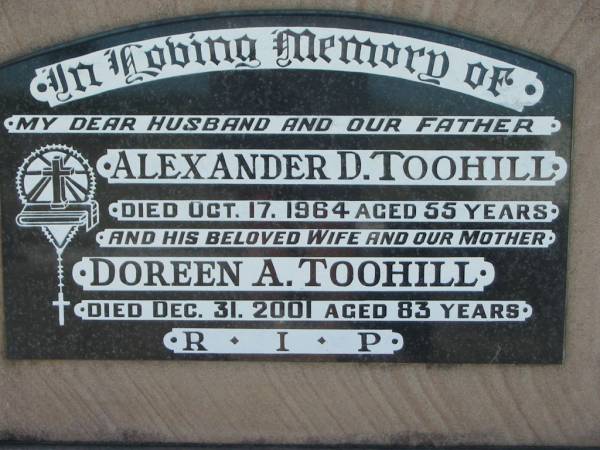 In Loving Memory of
MY DEAR HUSBAND AND OUR FATHER
ALEXANDER D. TOOHILL
DIED OCT. 17. 1964 AGED 55 YEARS
AND HIS BELOVED WIFE AND OUR MOTHER
DOREEN A. TOOHILL
DIED DEC. 31. 2001 AGED 83 YEARS
R · I · P